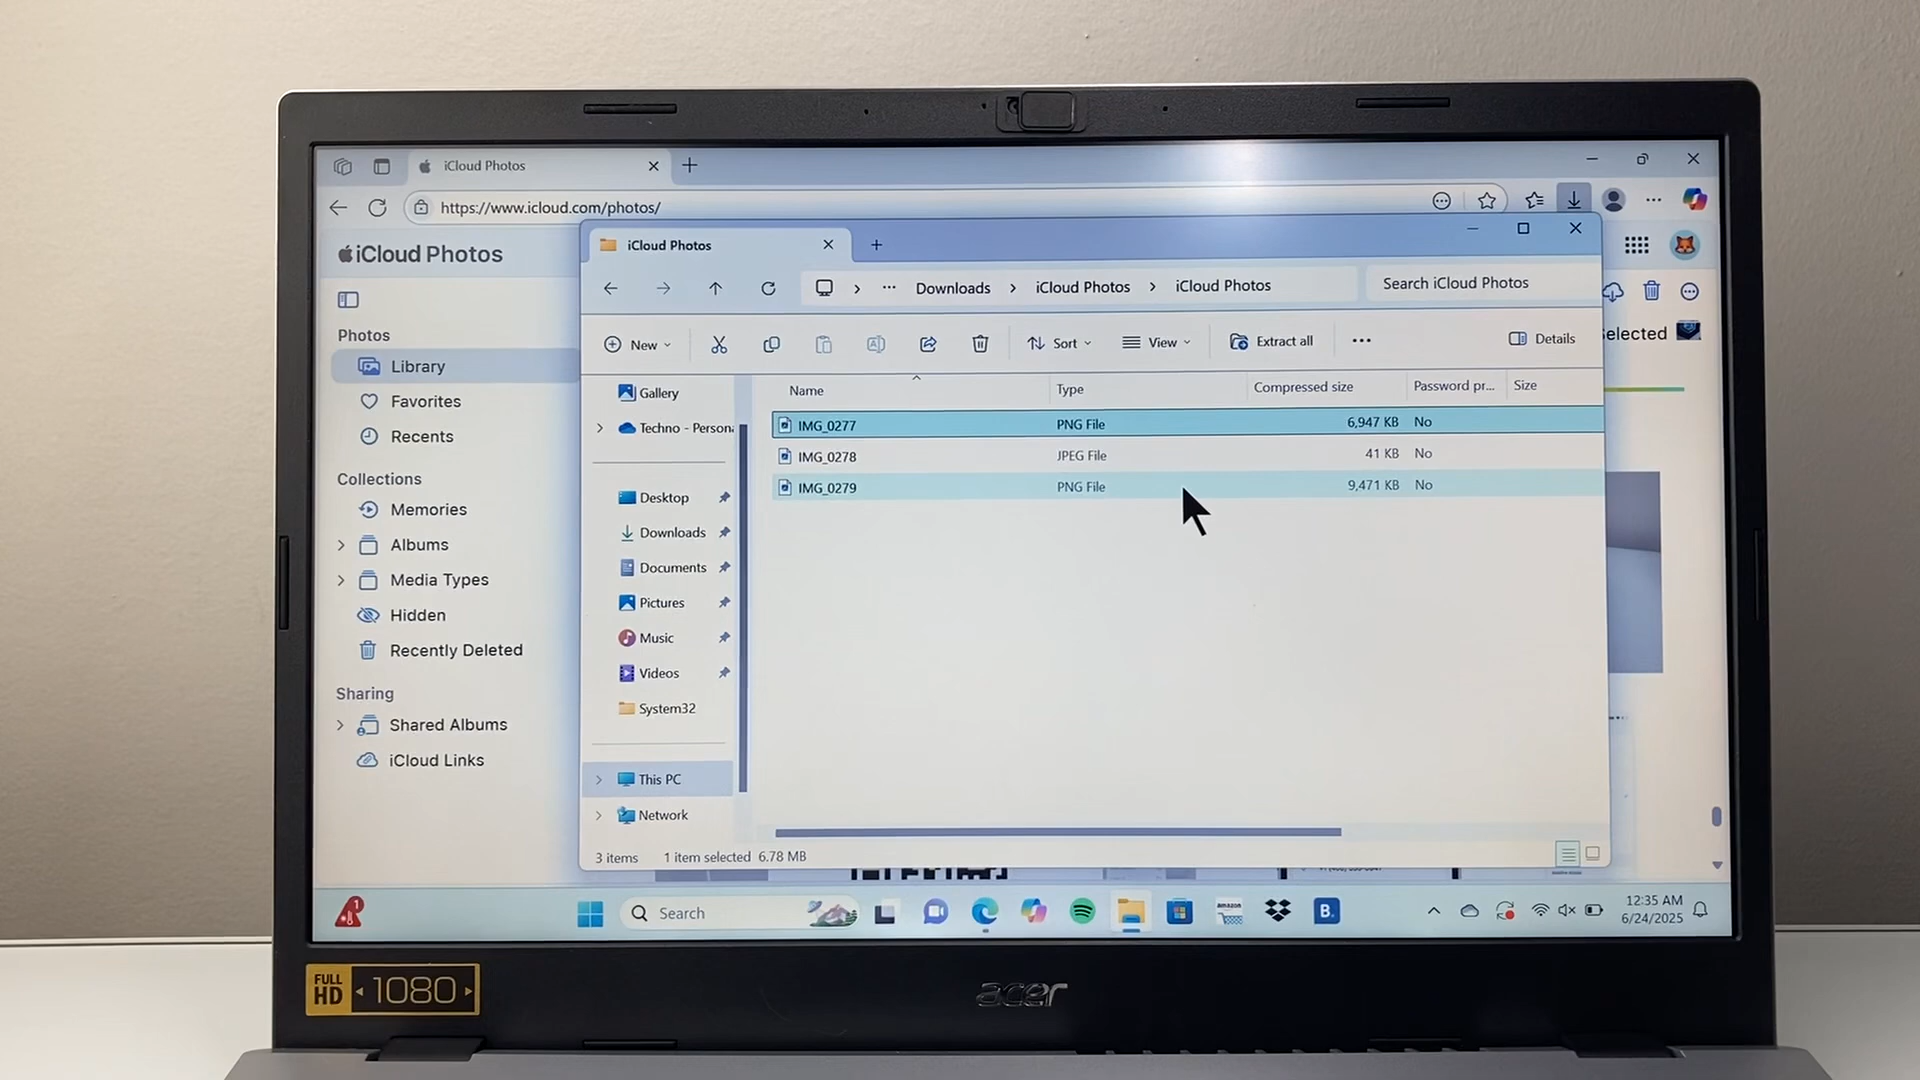 iCloud Photos
https://www.icloud.com/photos/
iCloud Photos
Photos
Library
Favorites
Recents
Collections
Memories
Albums
Media Types
Hidden
Recently Deleted
Sharing
Shared Albums
iCloud Links
iCloud Photos
Downloads > iCloud Photos > iCloud Photos
Search iCloud Photos
New Sort View Extract all Details
Selected
Name Type Compressed size Password pr... Size
IMG_0277 PNG File 6,947 KB No
IMG_0278 JPEG File 41 KB No
IMG_0279 PNG File 9,471 KB No
Gallery
Techno - Persona
Desktop
Downloads
Documents
Pictures
Music
Videos
System32
This PC
Network
3 items 1 item selected 6.78 MB
1
Search
amazon
B.
12:35 AM
6/24/2025
FULL HD 1080
acer